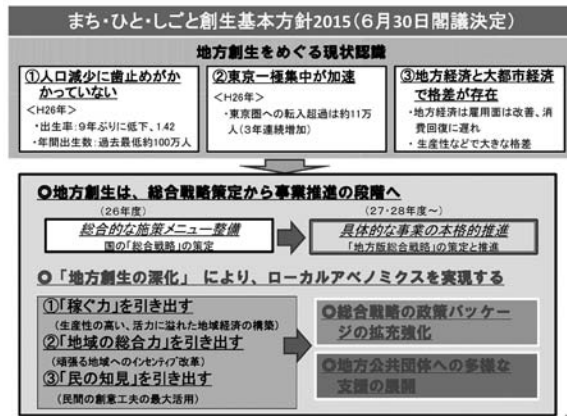 まち・ひと・しごと創生基本方針2015(6月30日閣議決定)
地方創生をめぐる現状認識
①人口減少に歯止めがか
かっていない
<H26年>
・出生率:9年ぶりに低下、1.42
・年間出生数:過去最低約100万人
②東京一極集中が加速
<H26年>
・東京圏への転入超過は約11万
人(3年連続増加)
③地方経済と大都市経済
で格差が存在
・地方経済は雇用面は改善、消
費回復に遅れ
・生産性などで大きな格差
○地方創生は、総合戦略策定から事業推進の段階へ
(26年度)
総合的な施策メニュー整備
国の「総合戦略」の策定
(27・28年度~)
具体的な事業の本格的推進
「地方版総合戦略」の策定と推進
○「地方創生の深化」により、ローカルアベノミクスを実現する
①「稼ぐ力」を引き出す
(生産性の高い、活力に溢れた地域経済の構築)
②「地域の総合力」を引き出す
(頑張る地域へのインセンティブ改革)
③「民の知見」を引き出す
(民間の創意工夫の最大活用)
○総合戦略の政策パッケ
ージの拡充強化
○地方公共団体への多様な
支援の展開